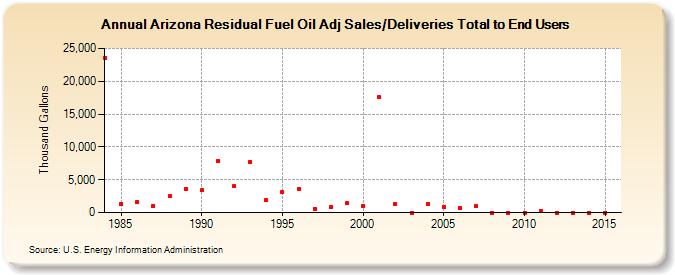 Annual Arizona Residual Fuel Oil Adj Sales/Deliveries Total to End Users
Thousand Gallons
25,000
20,000
15,000
10,000
5,000
0
1985 1990 1995 2000 2005 2010 2015
Source: U.S. Energy Information Administration